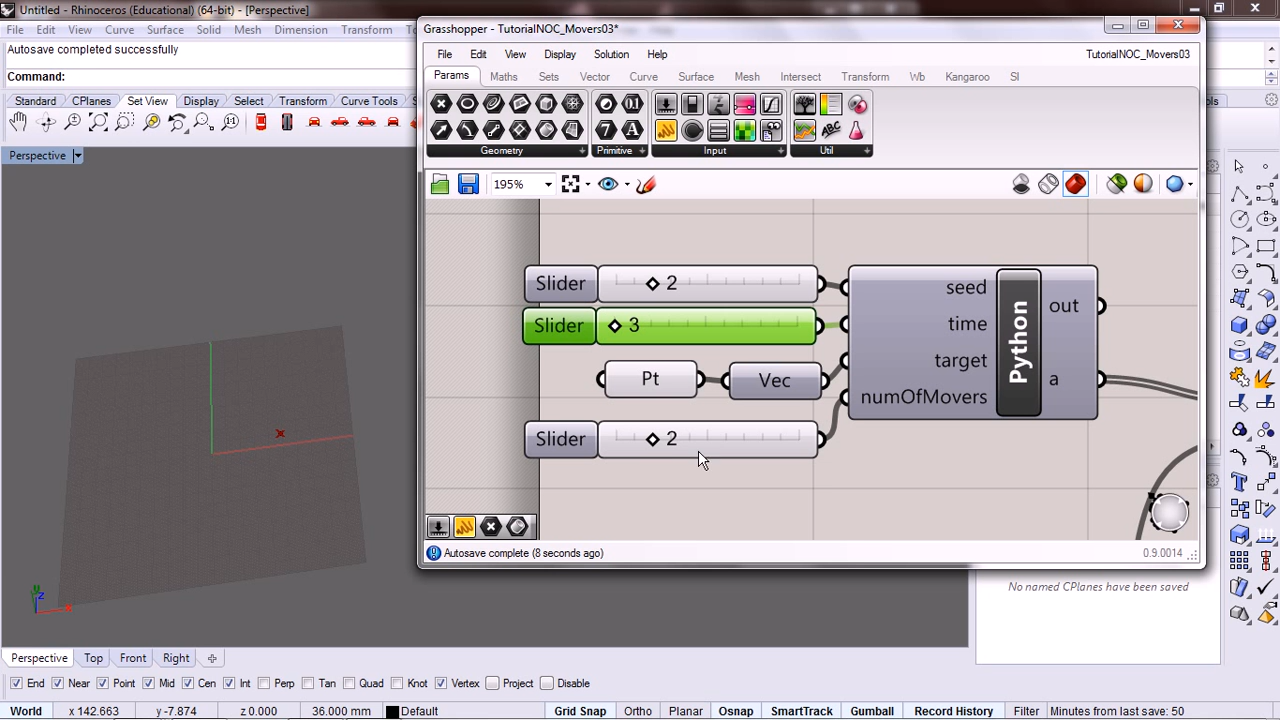 Untitled - Rhinoceros (Educational) (64-bit) - [Perspective]
File Edit View Curve Surface Solid Mesh Dimension Transform
Autosave completed successfully
Command:
Standard CPlanes Set View Display Select Transform Curve Tools
Perspective
Grasshopper - TutorialNOC_Movers03*
File Edit View Display Solution Help TutorialNOC_Movers03
Params Maths Sets Vector Curve Surface Mesh Intersect Transform Wb Kangaroo SI
Geometry Primitive Input Util
195%
Slider 2
Slider 3
Pt Vec
Slider 2
seed
time
target
numOfMovers
Python
out
a
Autosave complete (8 seconds ago) 0.9.0014
No named CPlanes have been saved
z
x
Perspective Top Front Right
End Near Point Mid Cen Int Perp Tan Quad Knot Vertex Project Disable
World x 142.663 y -7.874 z 0.000 36.000 mm Default Grid Snap Ortho Planar Osnap SmartTrack Gumball Record History Filter Minutes from last save: 50